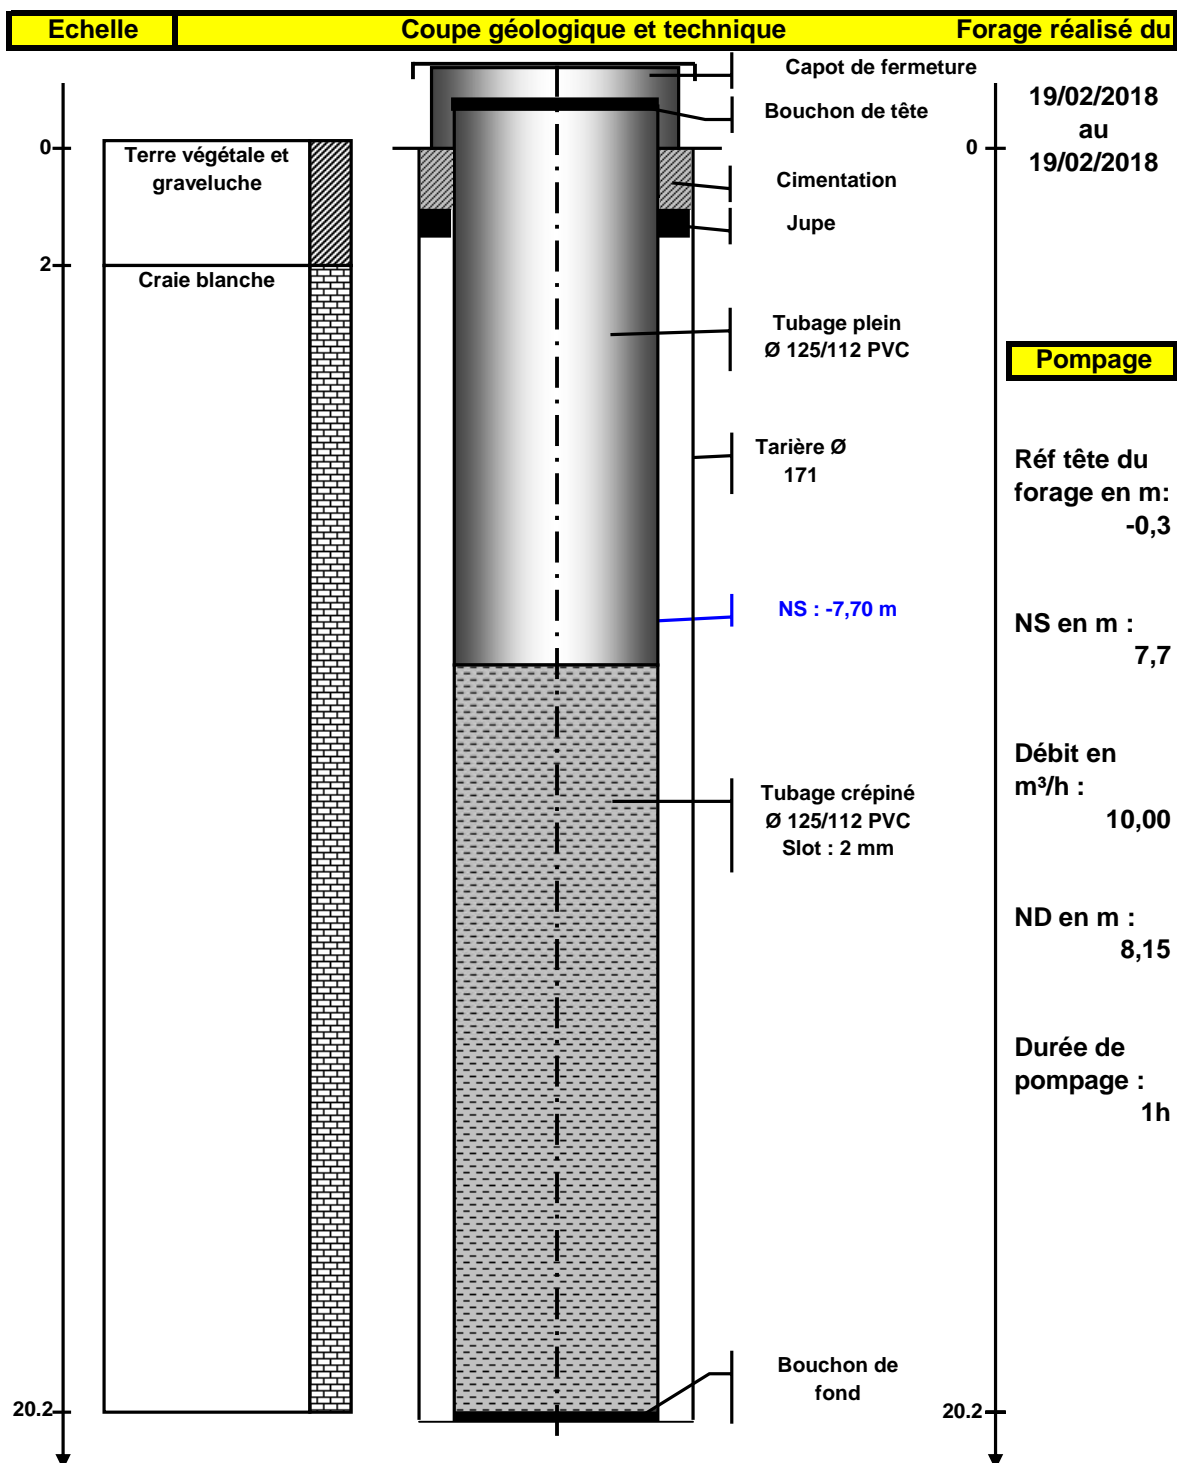 Echelle
Coupe géologique et technique
Forage réalisé du
Capot de fermeture
19/02/2018
au
19/02/2018
Bouchon de tête
0
0
Terre végétale et
graveluche
Cimentation
Jupe
2
Craie blanche
Tubage plein
Ø 125/112 PVC
Pompage
Tarière Ø
171
Réf tête du
forage en m:
-0,3
NS : -7,70 m
NS en m :
7,7
Débit en
m³/h :
10,00
Tubage crépiné
Ø 125/112 PVC
Slot : 2 mm
ND en m :
8,15
Durée de
pompage :
1h
Bouchon de
fond
20.2
20.2